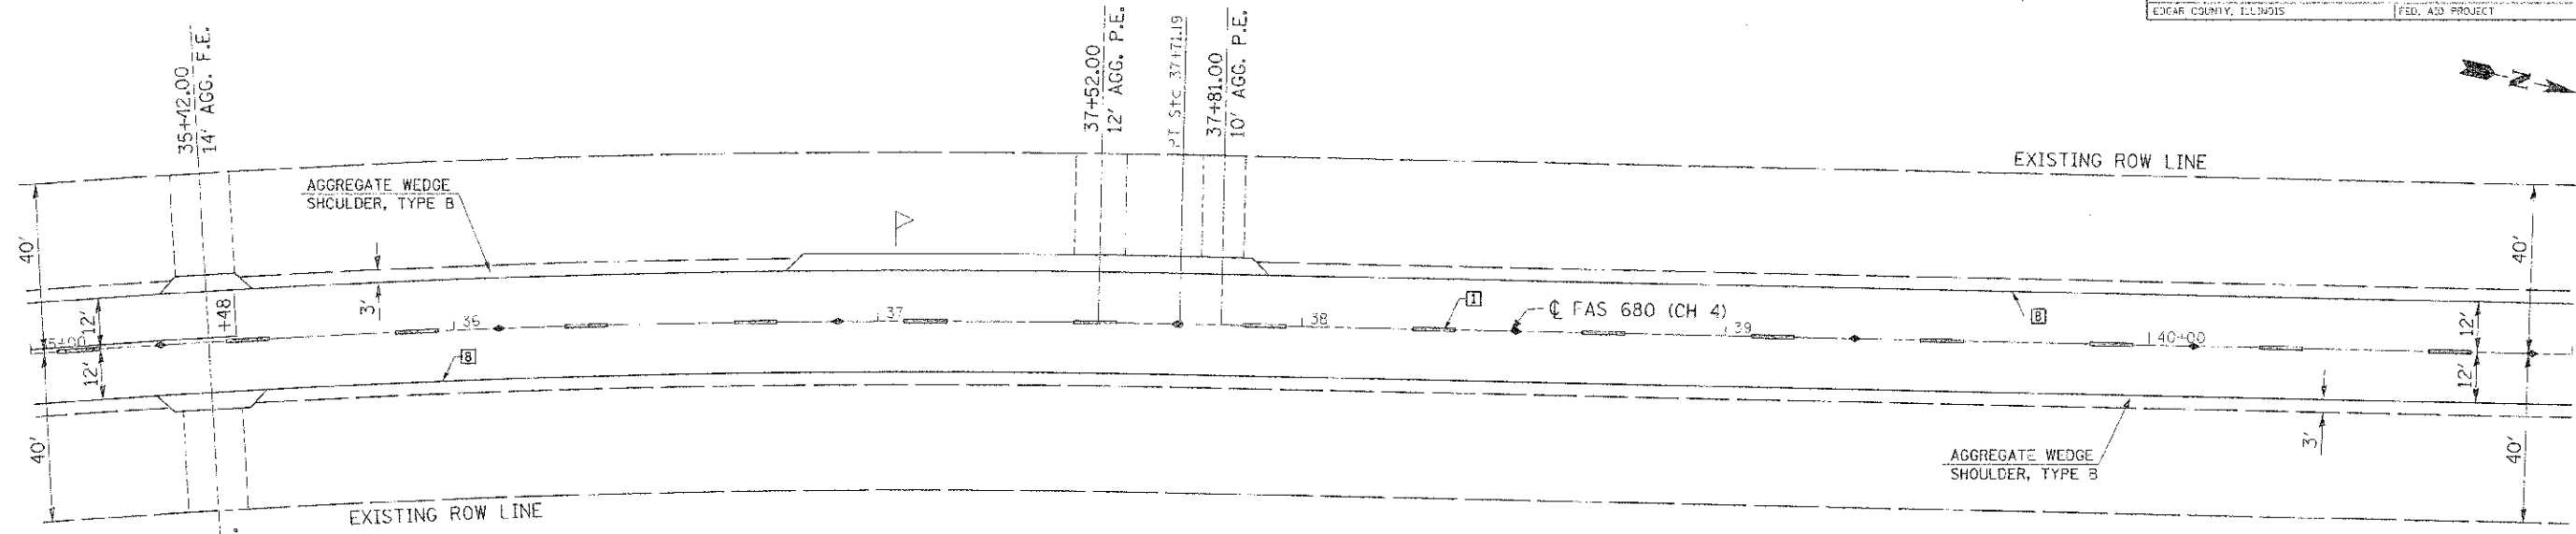 EDGAR COUNTY, ILLINOIS
FED. AID PROJECT
N
35+42.00
14' AGG. F.E.
37+52.00
12' AGG. P.E.
PT Sta 37+71.19
37+81.00
10' AGG. P.E.
EXISTING ROW LINE
AGGREGATE WEDGE
SHOULDER, TYPE B
40'
40'
3'
+48
12'
12'
35+00
36
37
38
39
40+00
1
℄ FAS 680 (CH 4)
8
8
12'
12'
40'
40'
3'
AGGREGATE WEDGE
SHOULDER, TYPE B
EXISTING ROW LINE